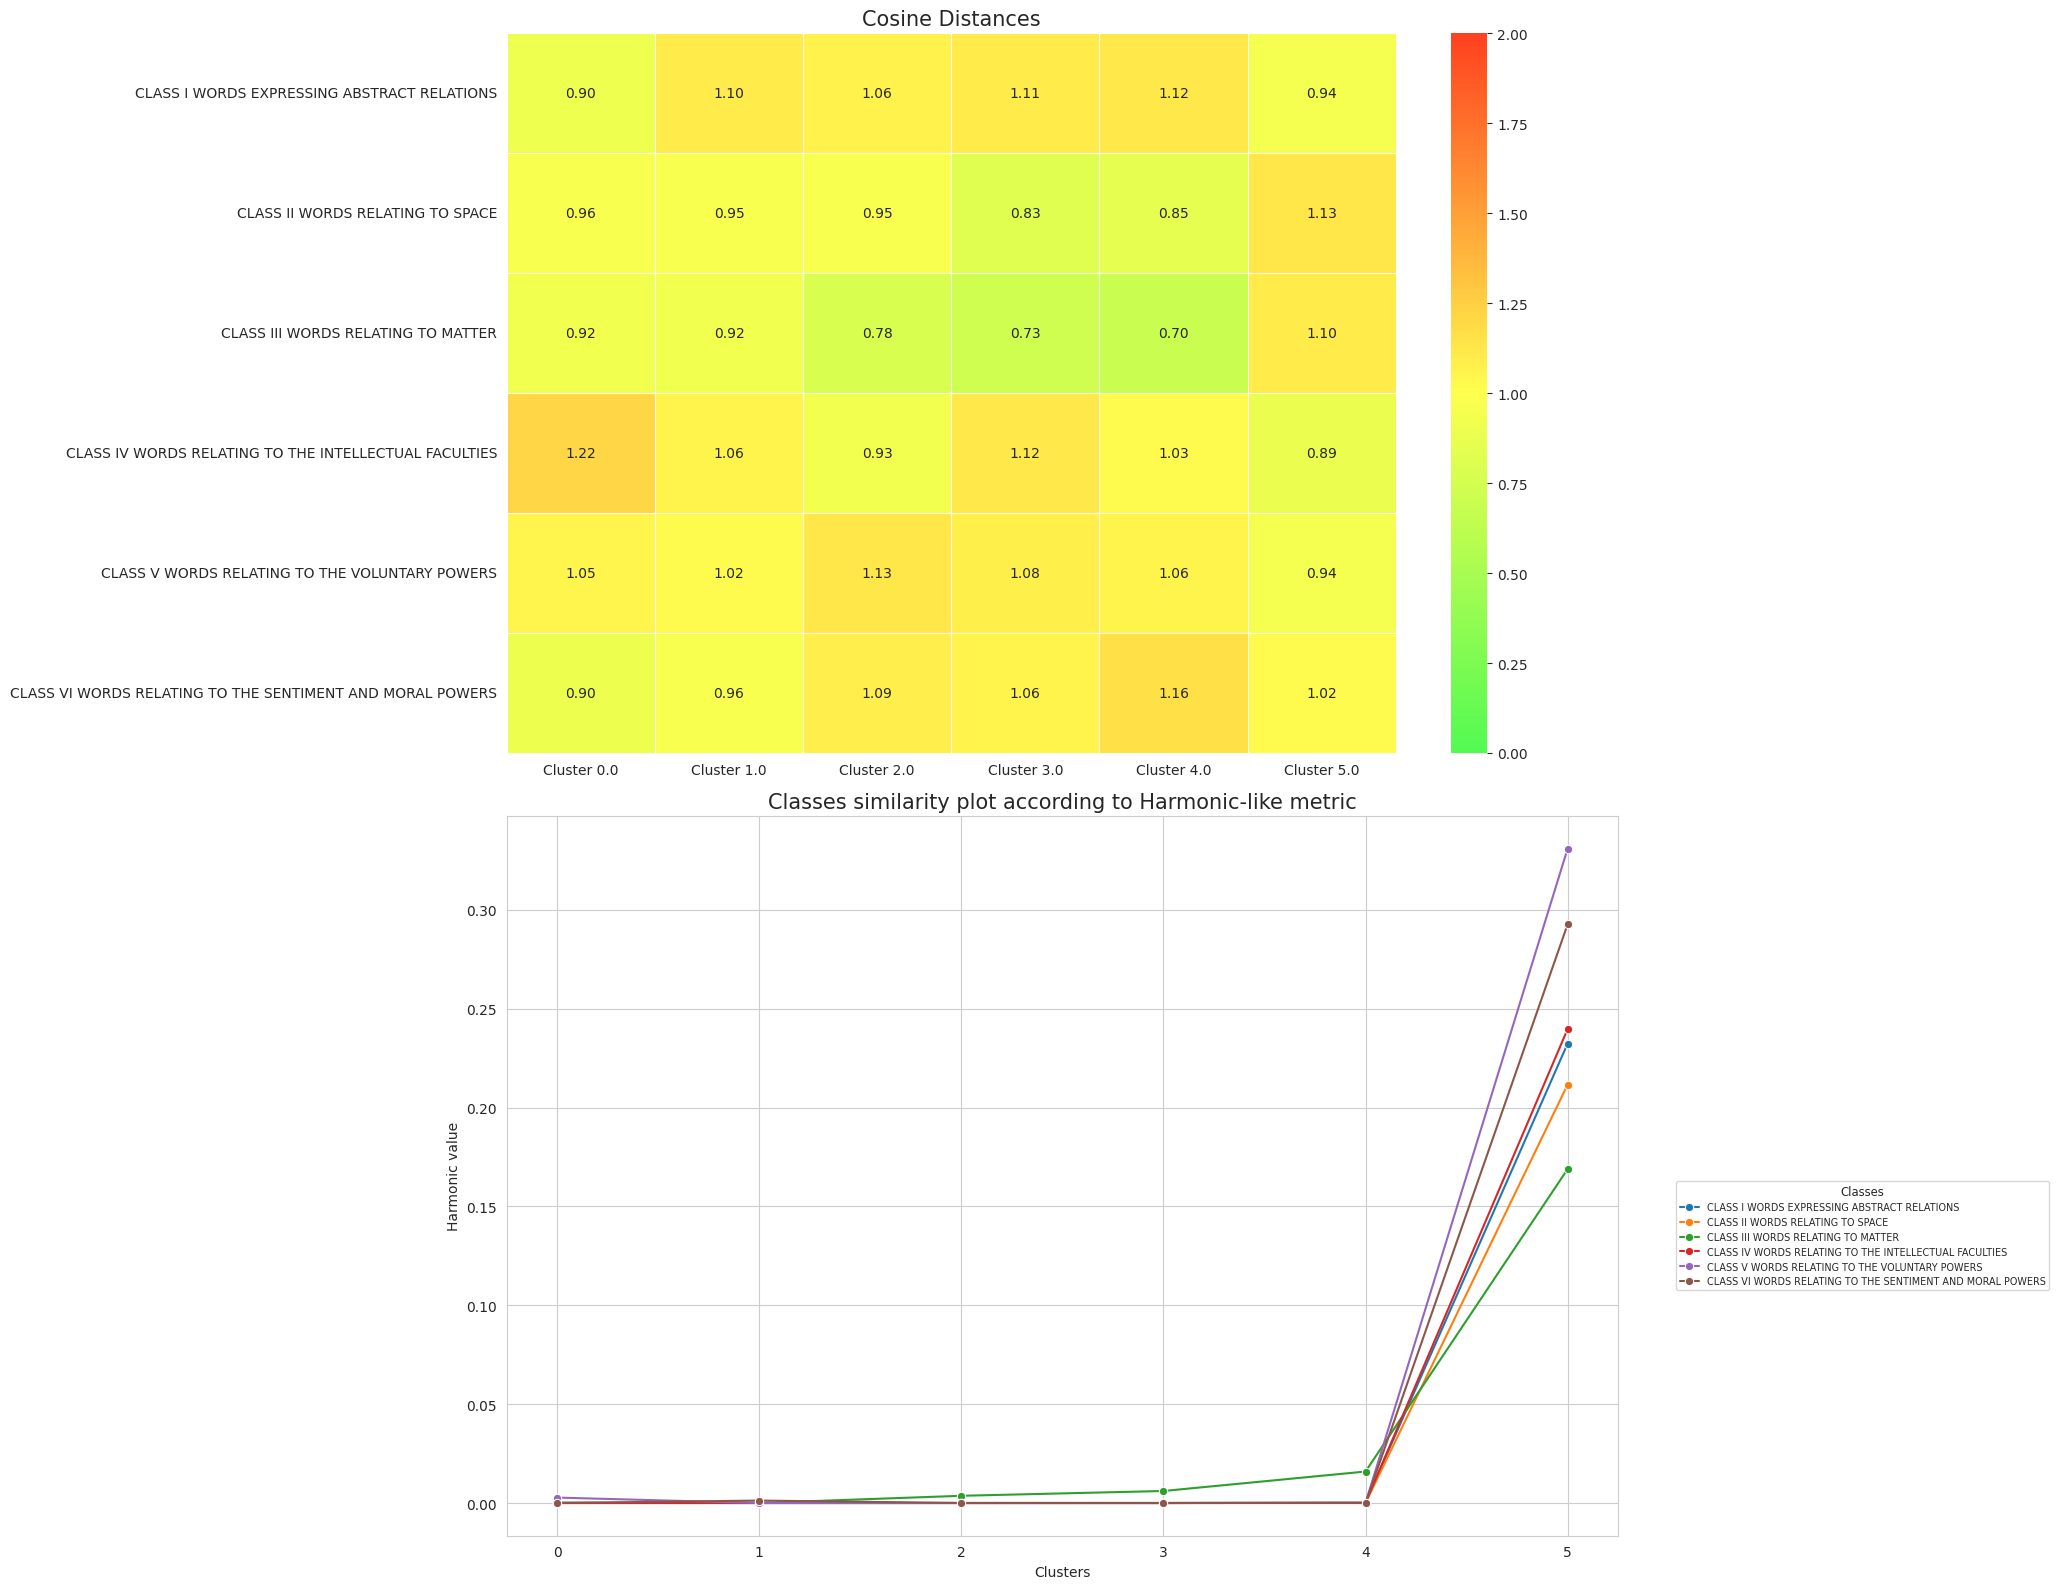 Cosine Distances
CLASS I WORDS EXPRESSING ABSTRACT RELATIONS 0.90 1.10 1.06 1.11 1.12 0.94
CLASS II WORDS RELATING TO SPACE 0.96 0.95 0.95 0.83 0.85 1.13
CLASS III WORDS RELATING TO MATTER 0.92 0.92 0.78 0.73 0.70 1.10
CLASS IV WORDS RELATING TO THE INTELLECTUAL FACULTIES 1.22 1.06 0.93 1.12 1.03 0.89
CLASS V WORDS RELATING TO THE VOLUNTARY POWERS 1.05 1.02 1.13 1.08 1.06 0.94
CLASS VI WORDS RELATING TO THE SENTIMENT AND MORAL POWERS 0.90 0.96 1.09 1.06 1.16 1.02
Cluster 0.0 Cluster 1.0 Cluster 2.0 Cluster 3.0 Cluster 4.0 Cluster 5.0
2.00
1.75
1.50
1.25
1.00
0.75
0.50
0.25
0.00
Classes similarity plot according to Harmonic-like metric
Harmonic value
0.30
0.25
0.20
0.15
0.10
0.05
0.00
0 1 2 3 4 5
Clusters
Classes
CLASS I WORDS EXPRESSING ABSTRACT RELATIONS
CLASS II WORDS RELATING TO SPACE
CLASS III WORDS RELATING TO MATTER
CLASS IV WORDS RELATING TO THE INTELLECTUAL FACULTIES
CLASS V WORDS RELATING TO THE VOLUNTARY POWERS
CLASS VI WORDS RELATING TO THE SENTIMENT AND MORAL POWERS